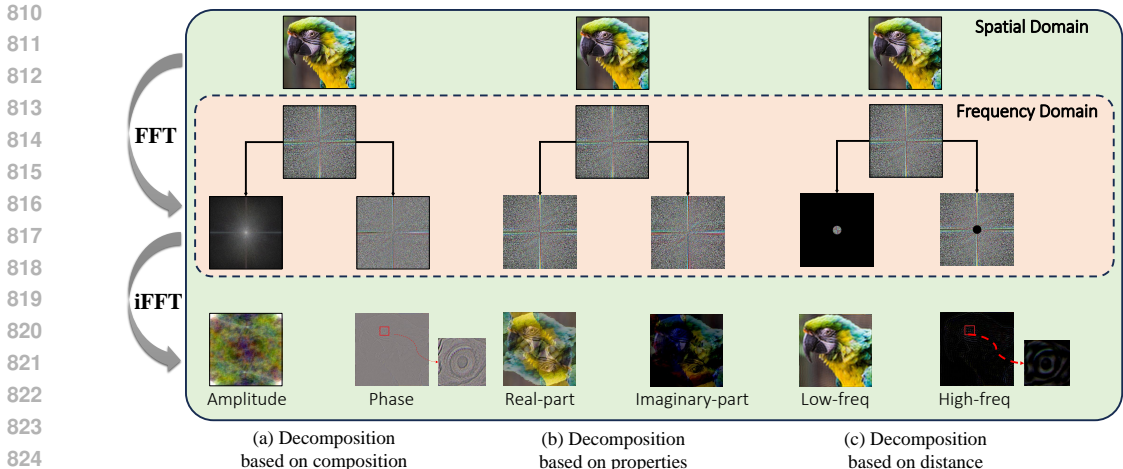 810
811
812
813
814
815
816
817
818
819
820
821
822
823
824
Spatial Domain
Frequency Domain
FFT
iFFT
Amplitude
Phase
Real-part
Imaginary-part
Low-freq
High-freq
(a) Decomposition
based on composition
(b) Decomposition
based on properties
(c) Decomposition
based on distance